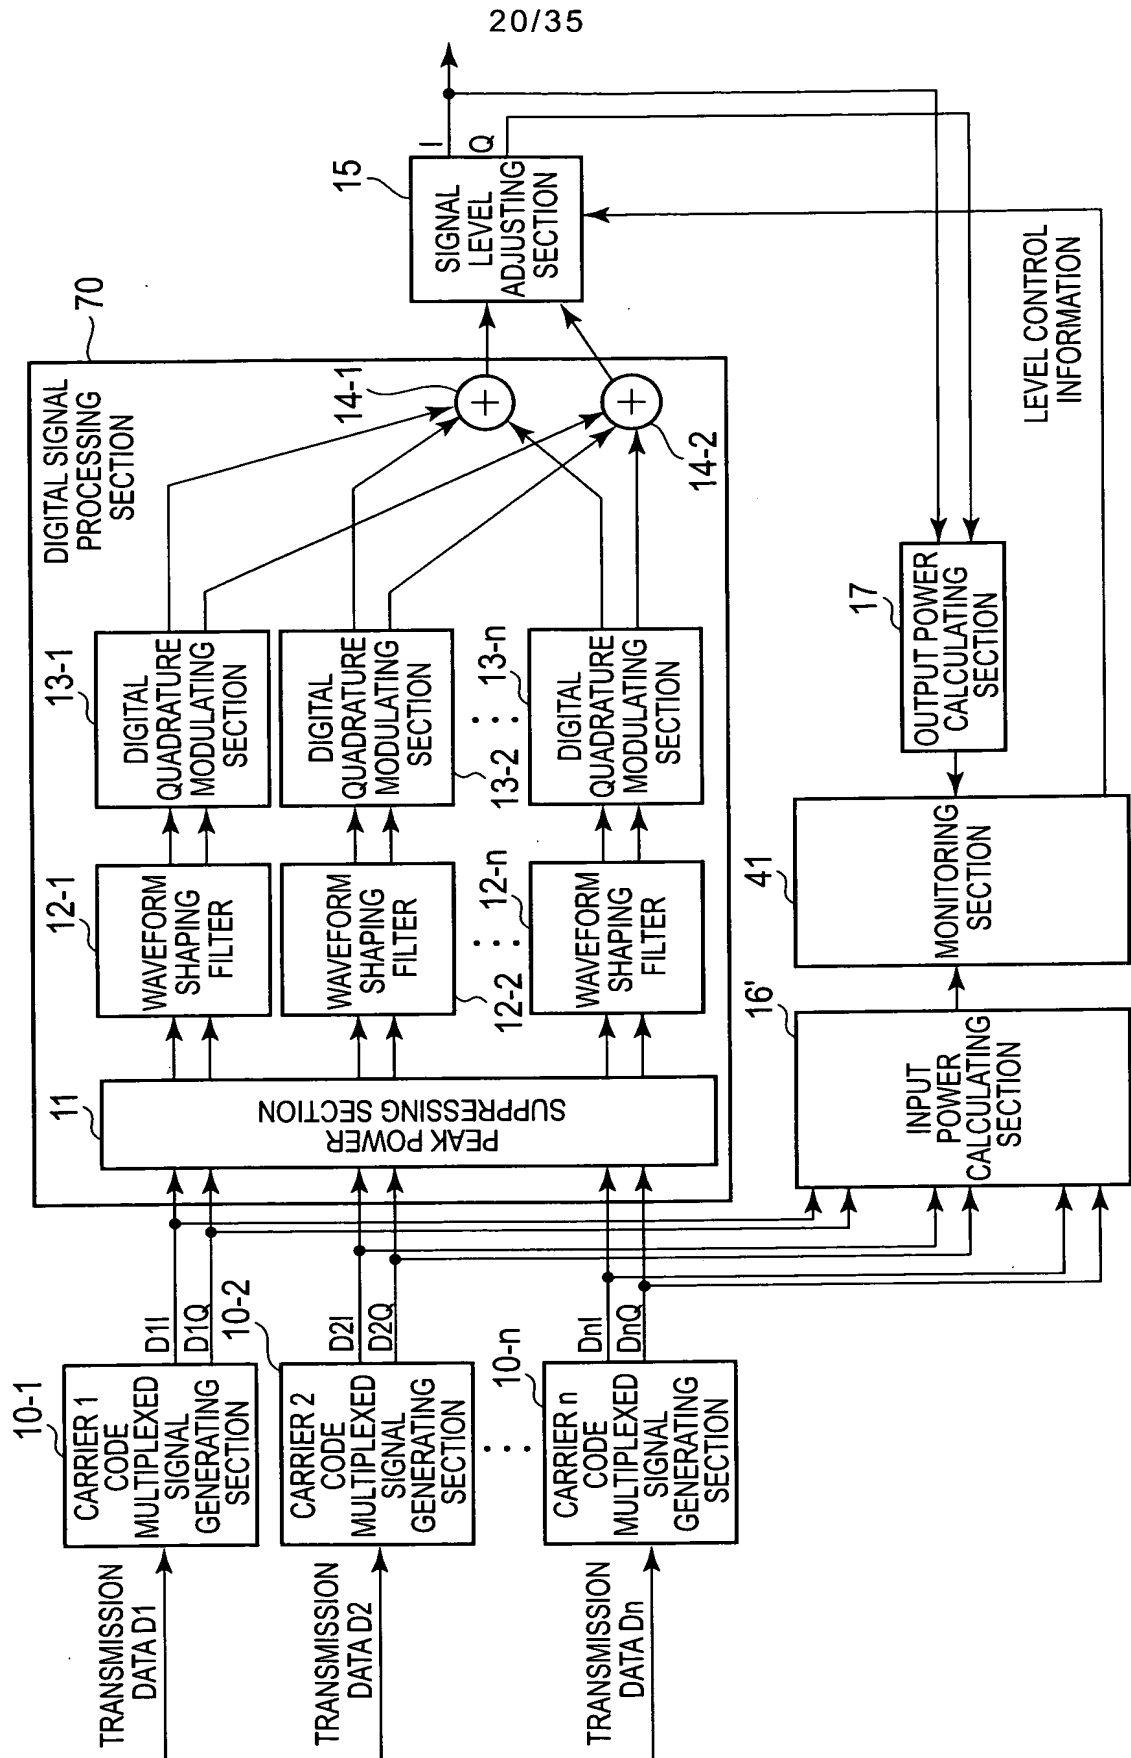 20/35
TRANSMISSION
DATA D1
10-1
CARRIER 1
CODE
MULTIPLEXED
SIGNAL
GENERATING
SECTION
D1I
D1Q
TRANSMISSION
DATA D2
10-2
CARRIER 2
CODE
MULTIPLEXED
SIGNAL
GENERATING
SECTION
D2I
D2Q
TRANSMISSION
DATA Dn
10-n
CARRIER n
CODE
MULTIPLEXED
SIGNAL
GENERATING
SECTION
DnI
DnQ
70
DIGITAL SIGNAL
PROCESSING
SECTION
11
PEAK POWER
SUPPRESSING SECTION
12-1
WAVEFORM
SHAPING
FILTER
12-2
WAVEFORM
SHAPING
FILTER
12-n
WAVEFORM
SHAPING
FILTER
13-1
DIGITAL
QUADRATURE
MODULATING
SECTION
13-2
DIGITAL
QUADRATURE
MODULATING
SECTION
13-n
DIGITAL
QUADRATURE
MODULATING
SECTION
14-1
+
14-2
+
15
SIGNAL
LEVEL
ADJUSTING
SECTION
I
Q
16'
INPUT
POWER
CALCULATING
SECTION
41
MONITORING
SECTION
17
OUTPUT POWER
CALCULATING
SECTION
LEVEL CONTROL
INFORMATION